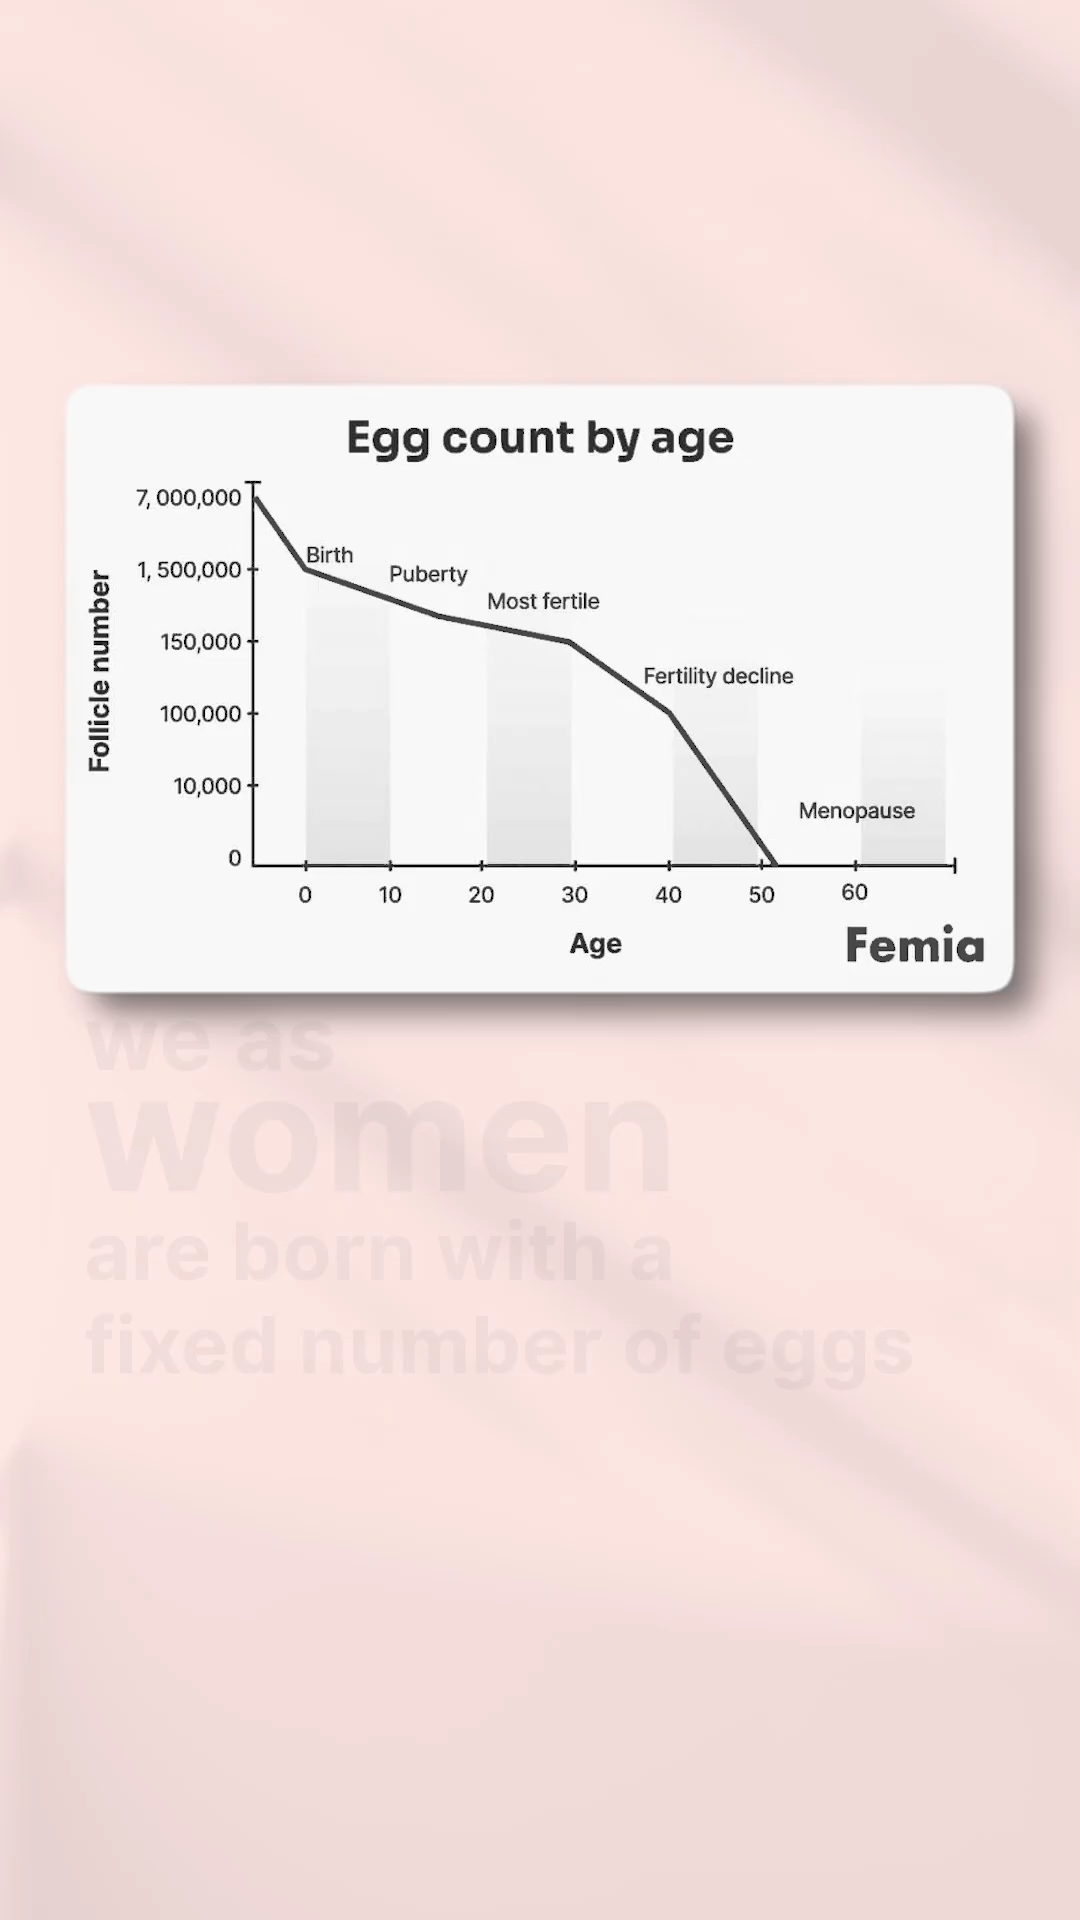 Egg count by age
7, 000,000
1, 500,000
150,000
100,000
10,000
0
Follicle number
Birth
Puberty
Most fertile
Fertility decline
Menopause
0 10 20 30 40 50 60
Age
Femia
we as
women
are born with a
fixed number of eggs